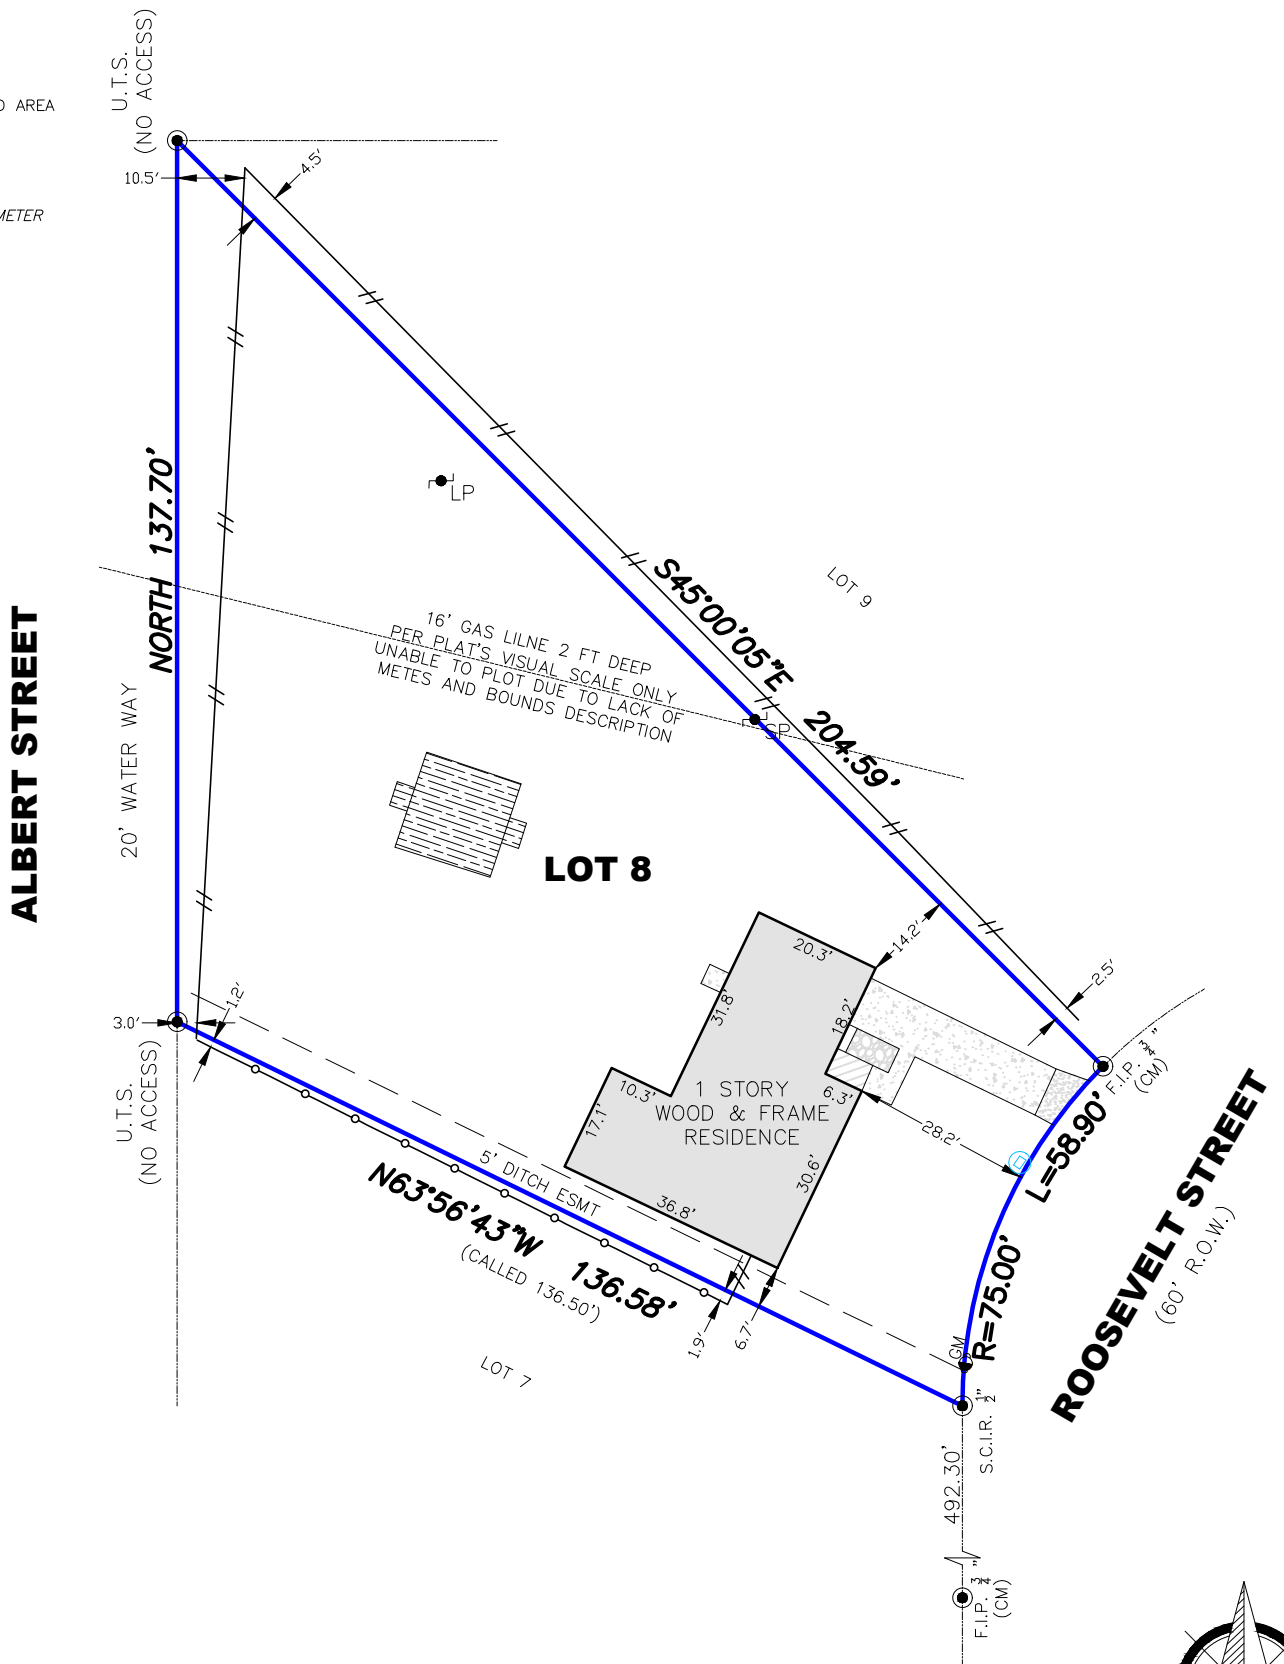 U.T.S.
(NO ACCESS)
AREA
METER
10.5'
4.5'
NORTH 137.70'
LP
S45°00'05"E 204.59'
LOT 9
16' GAS LILNE 2 FT DEEP
PER PLAT'S VISUAL SCALE ONLY
UNABLE TO PLOT DUE TO LACK OF
METES AND BOUNDS DESCRIPTION
SP
ALBERT STREET
20' WATER WAY
LOT 8
20.3'
14.2'
31.8'
18.2'
2.5'
1.2'
3.0'
U.T.S.
(NO ACCESS)
F.I.P. 3/4"
(CM)
10.3'
17.1'
1 STORY
WOOD & FRAME
RESIDENCE
6.3'
28.2'
30.6'
36.8'
5' DITCH ESMT
N63°56'43"W 136.58'
(CALLED 136.50')
1.9'
6.7'
LOT 7
L=58.90'
R=75.00'
GM
ROOSEVELT STREET
(60' R.O.W.)
S.C.I.R. 1/2"
492.30'
F.I.P. 3/4"
(CM)